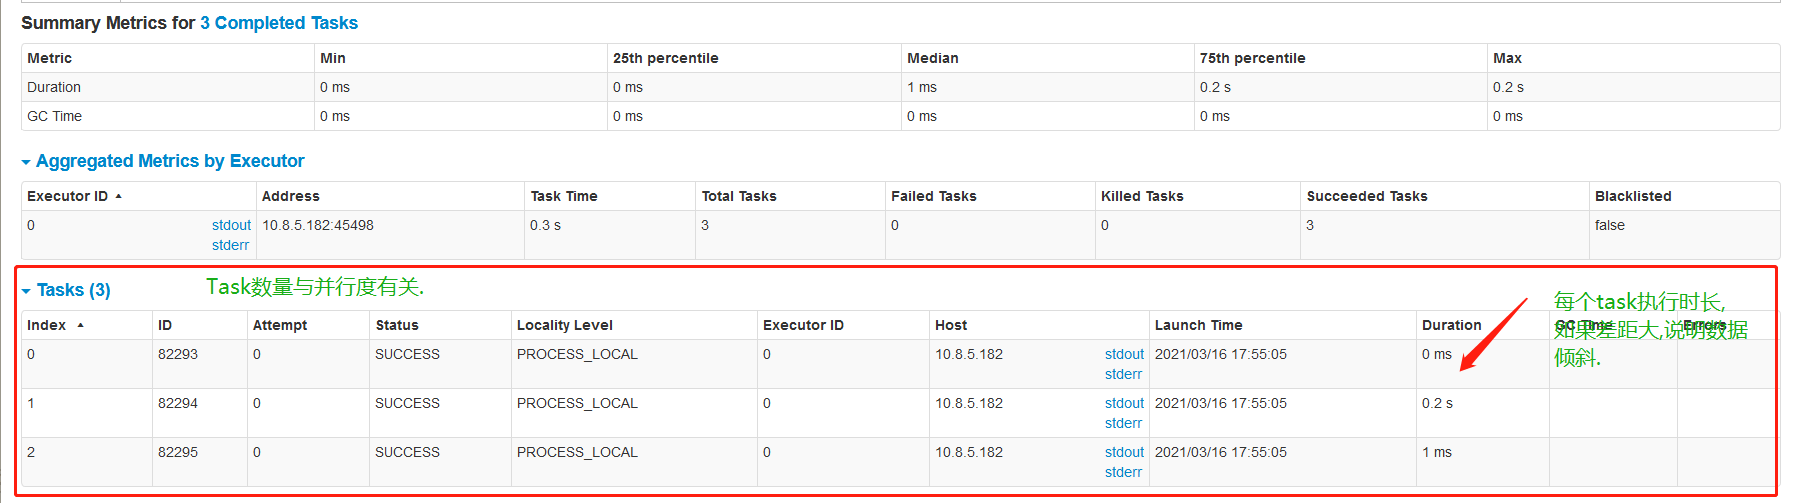 Summary Metrics for 3 Completed Tasks
Metric Min 25th percentile Median 75th percentile Max
Duration 0 ms 0 ms 1 ms 0.2 s 0.2 s
GC Time 0 ms 0 ms 0 ms 0 ms 0 ms
Aggregated Metrics by Executor
Executor ID Address Task Time Total Tasks Failed Tasks Killed Tasks Succeeded Tasks Blacklisted
0 stdout 10.8.5.182:45498 0.3 s 3 0 0 3 false
stderr
Tasks (3) Task数量与并行度有关.
每个task执行时长,
如果差距大,说明数据
倾斜.
Index ID Attempt Status Locality Level Executor ID Host Launch Time Duration GC Time Errors
0 82293 0 SUCCESS PROCESS_LOCAL 0 10.8.5.182 stdout 2021/03/16 17:55:05 0 ms
stderr
1 82294 0 SUCCESS PROCESS_LOCAL 0 10.8.5.182 stdout 2021/03/16 17:55:05 0.2 s
stderr
2 82295 0 SUCCESS PROCESS_LOCAL 0 10.8.5.182 stdout 2021/03/16 17:55:05 1 ms
stderr